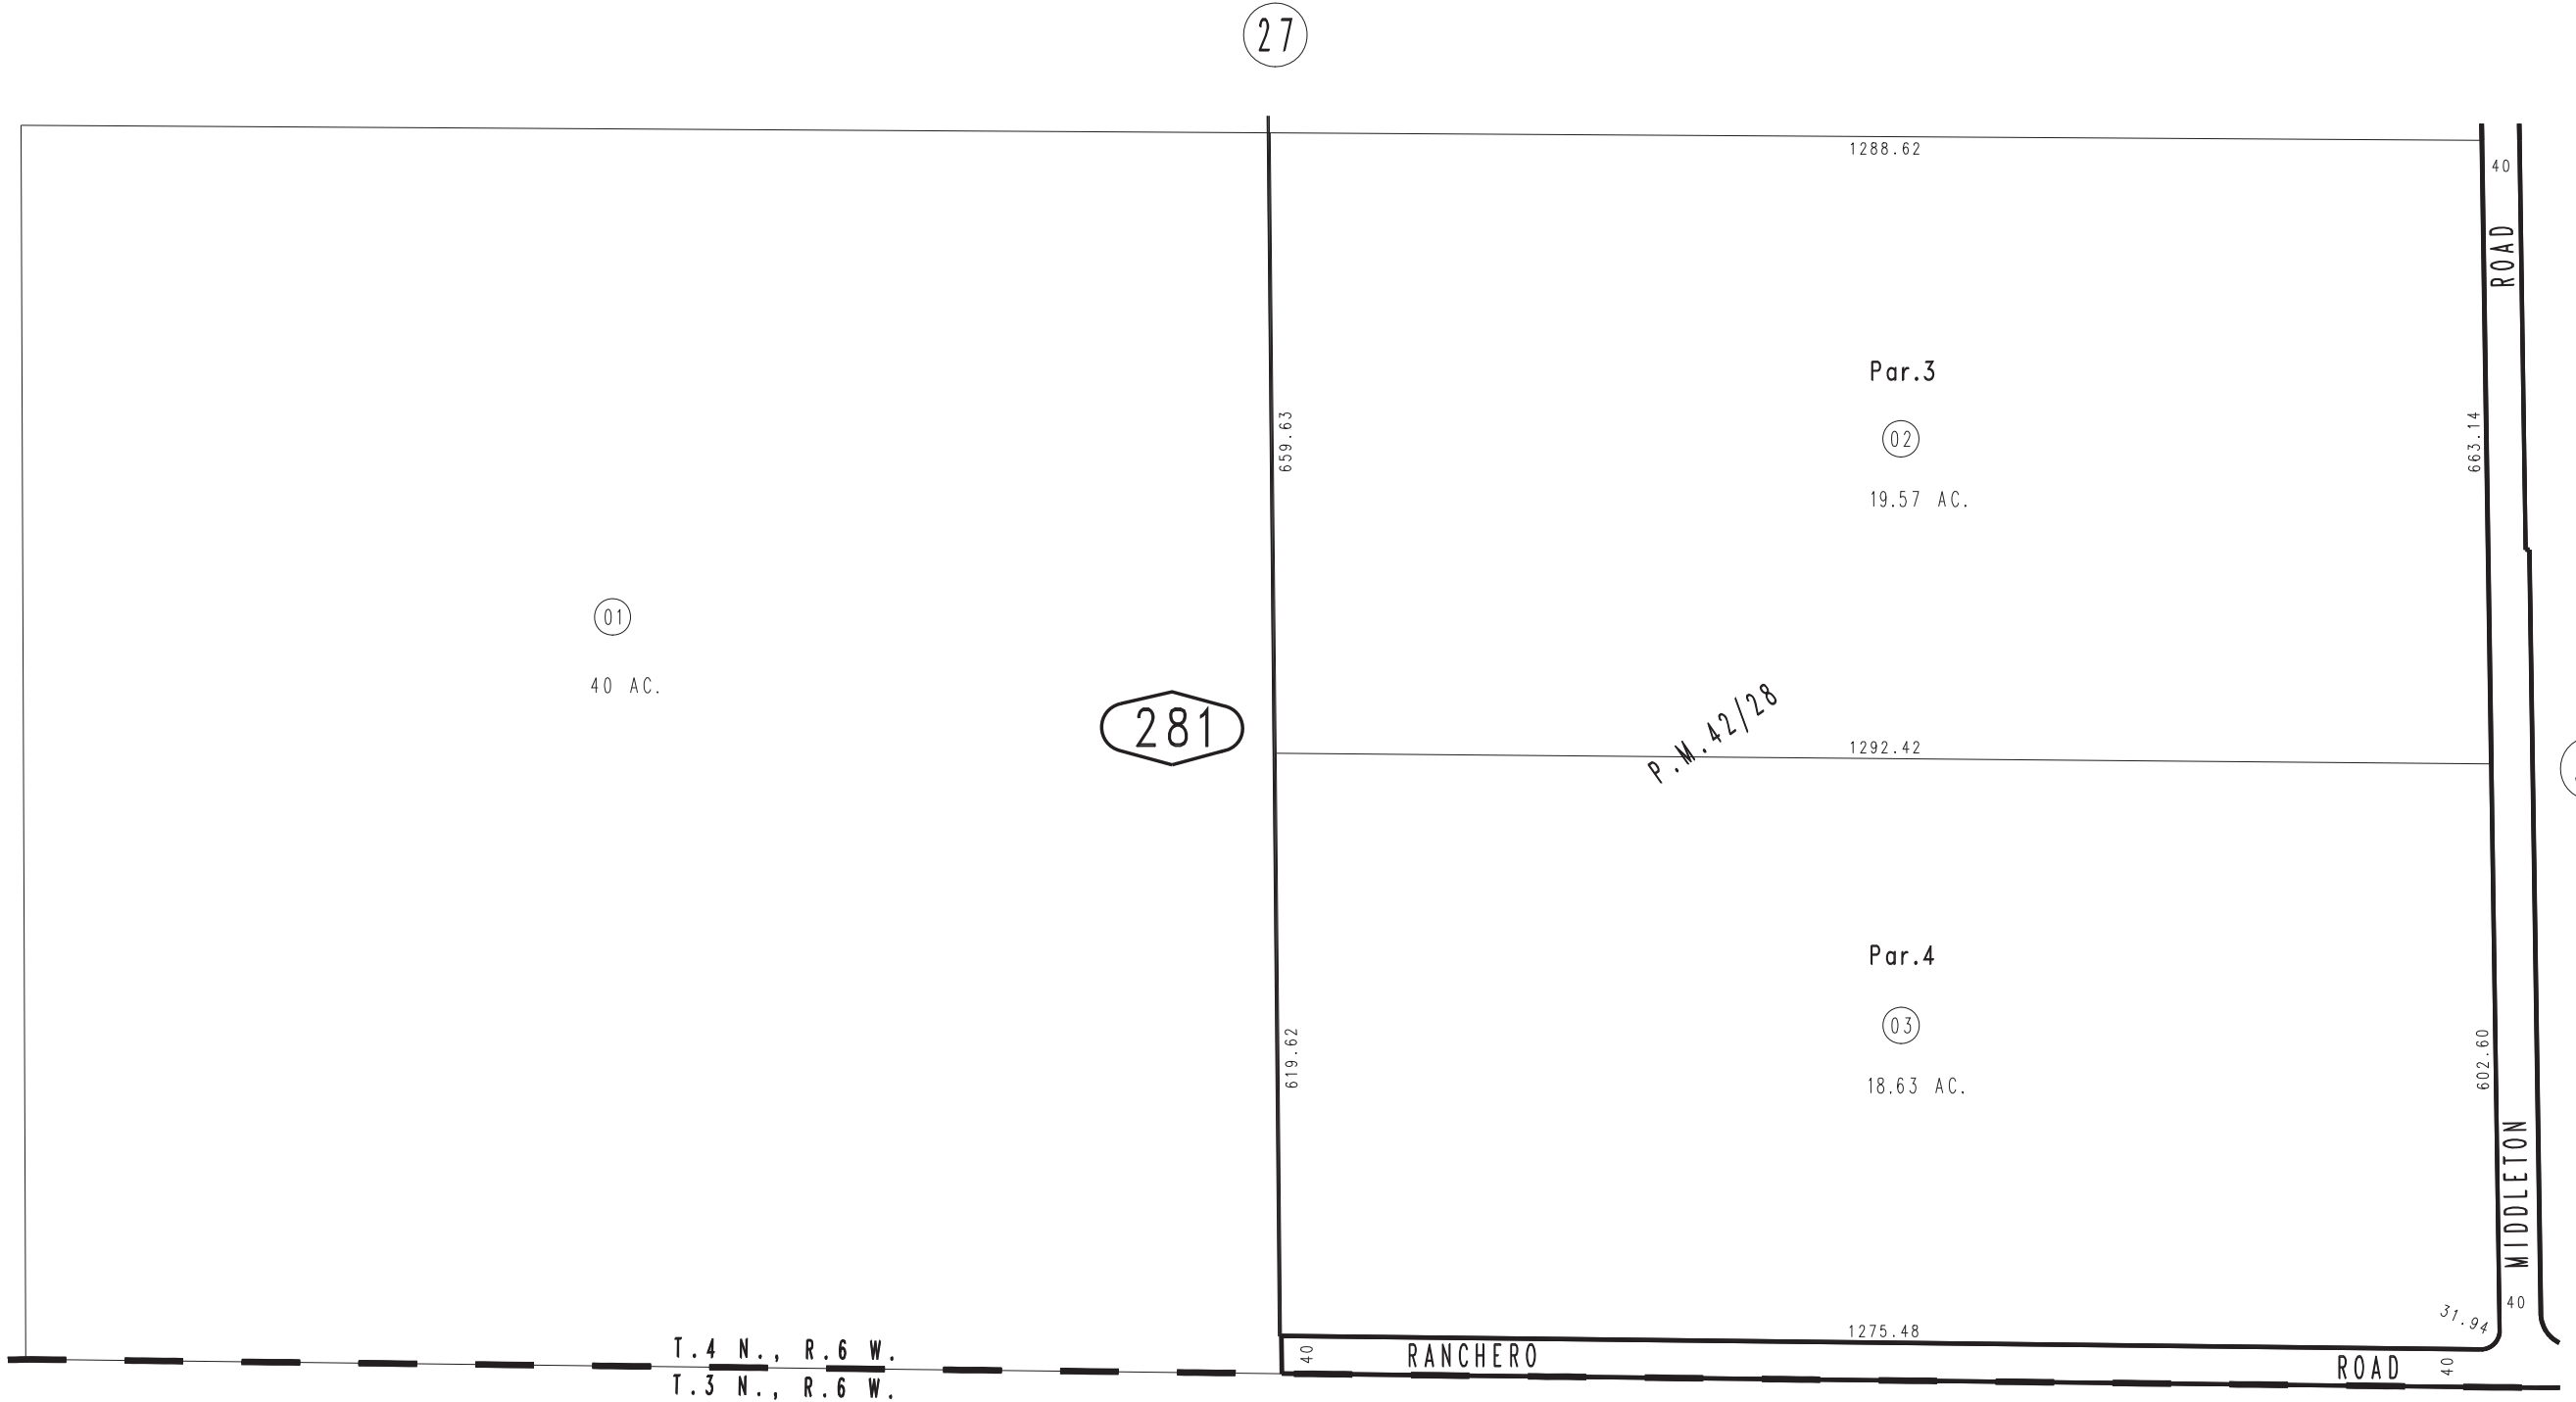 27
1288.62
40
ROAD
Par.3
659.63
663.14
02
19.57 AC.
01
40 AC.
281
P.M.42/28
1292.42
Par.4
03
619.62
602.60
18.63 AC.
MIDDLETON
40
31.94
1275.48
T.4 N., R.6 W.
40
RANCHERO
ROAD
40
T.3 N., R.6 W.